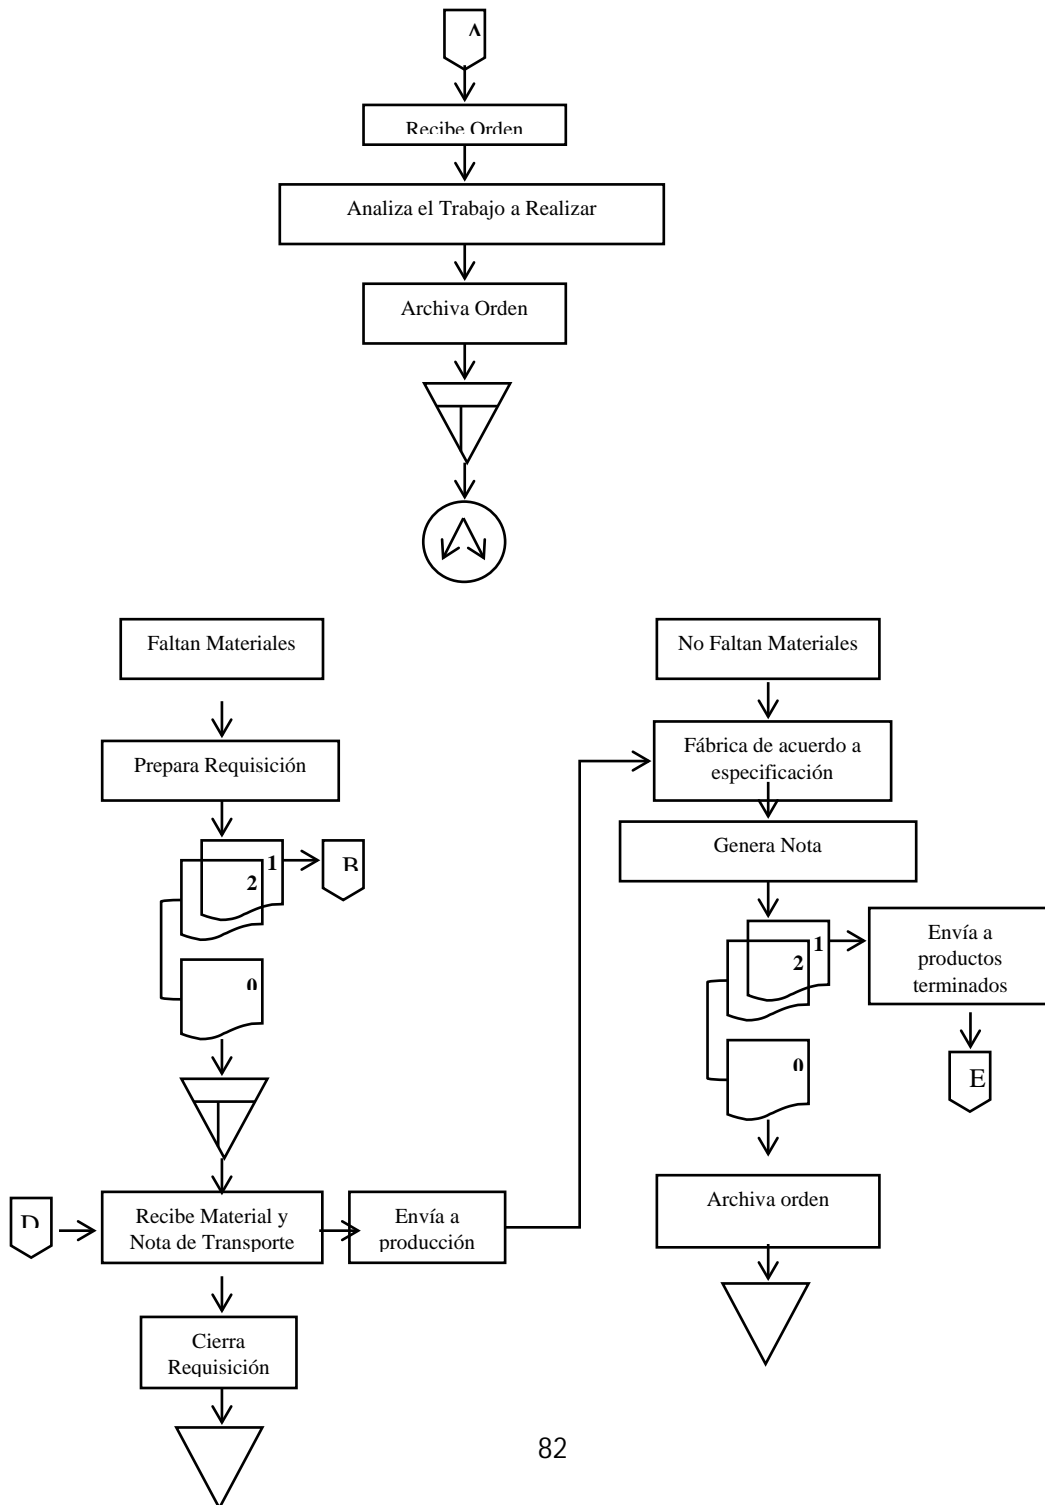 A
Recibe Orden
Analiza el Trabajo a Realizar
Archiva Orden
Faltan Materiales
No Faltan Materiales
Prepara Requisición
Fábrica de acuerdo a
especificación
Genera Nota
1
2
B
0
1
2
0
Envía a
productos
terminados
E
D
Recibe Material y
Nota de Transporte
Envía a
producción
Archiva orden
Cierra
Requisición
82